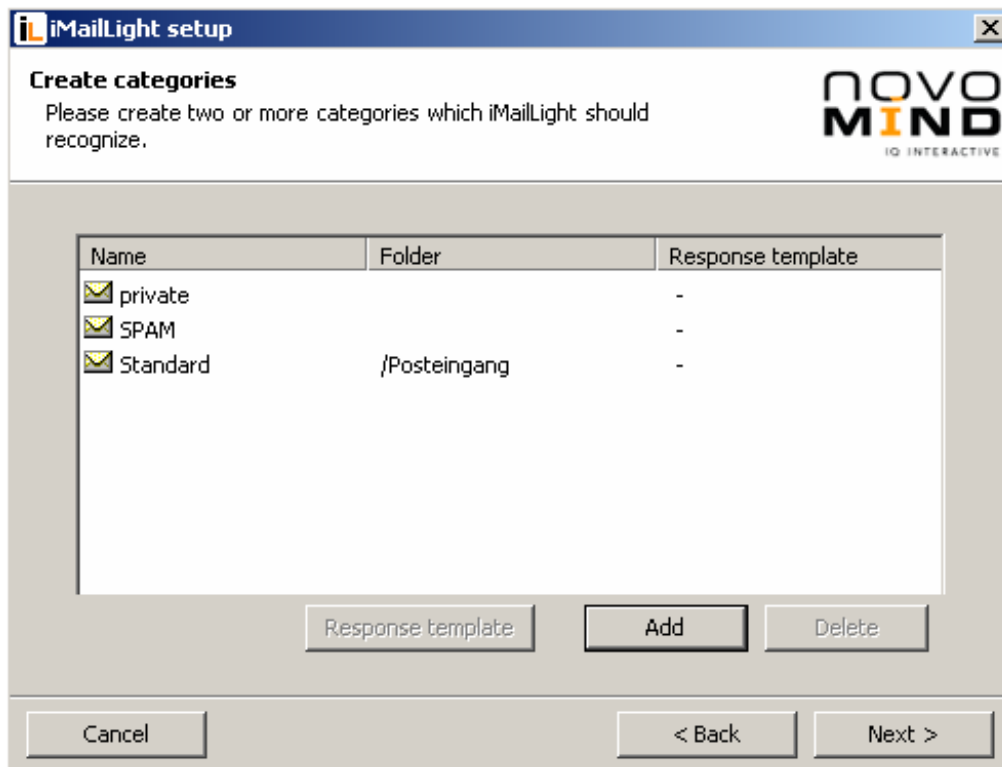 iL iMailLight setup
Create categories
Please create two or more categories which iMailLight should
recognize.
NOVO
MIND
IQ INTERACTIVE
Name Folder Response template
private -
SPAM -
Standard /Posteingang -
Response template Add Delete
Cancel < Back Next >